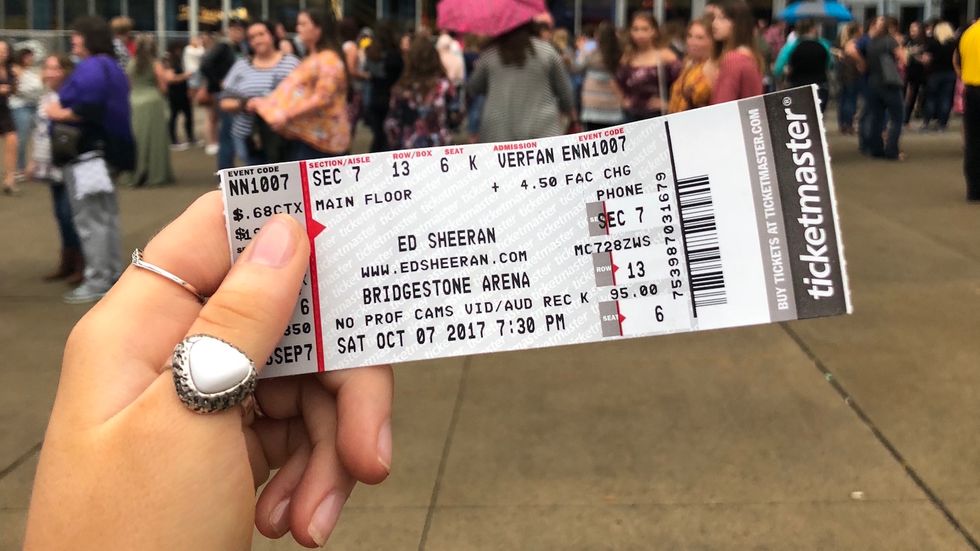 EVENT CODE
NN1007
$.68CTX
6
350
SEP7
SECTION/AISLE ROW/BOX SEAT ADMISSION EVENT CODE
SEC 7 13 6 K VERFAN ENN1007
MAIN FLOOR + 4.50 FAC CHG
PHONE
ED SHEERAN
WWW.EDSHEERAN.COM
BRIDGESTONE ARENA
NO PROF CAMS VID/AUD REC K
SAT OCT 07 2017 7:30 PM
SEC 7
MC728ZWS
ROW 13
95.00
SEAT 6
753987031679
BUY TICKETS AT TICKETMASTER.COM
ticketmaster®